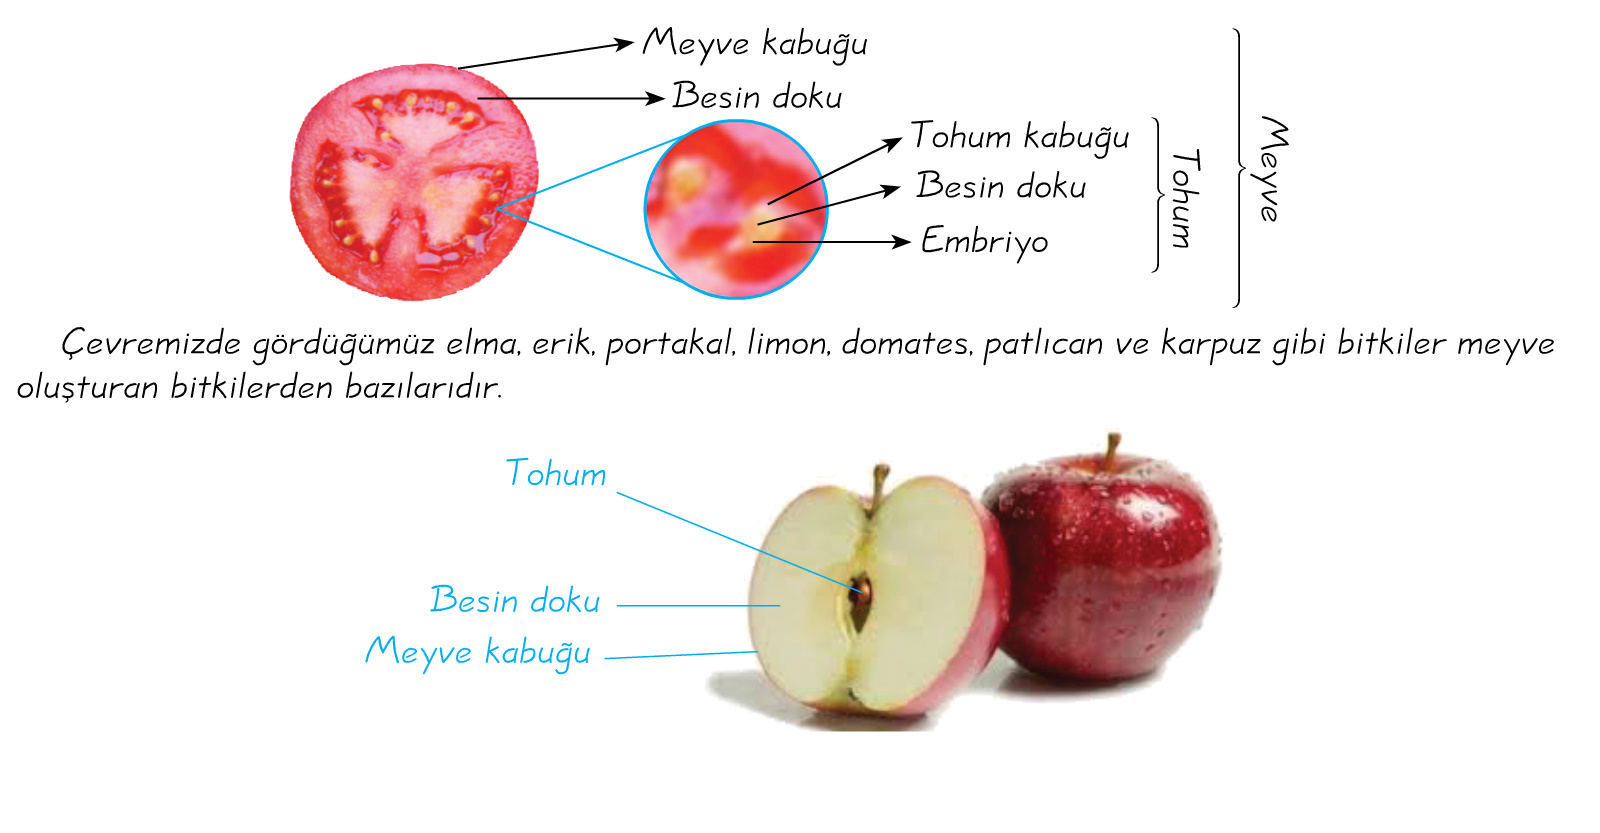 Meyve kabuğu
Besin doku
Tohum kabuğu
Besin doku
Embriyo
Tohum
Meyve
Çevremizde gördüğümüz elma, erik, portakal, limon, domates, patlıcan ve karpuz gibi bitkiler meyve
oluşturan bitkilerden bazılarıdır.
Tohum
Besin doku
Meyve kabuğu